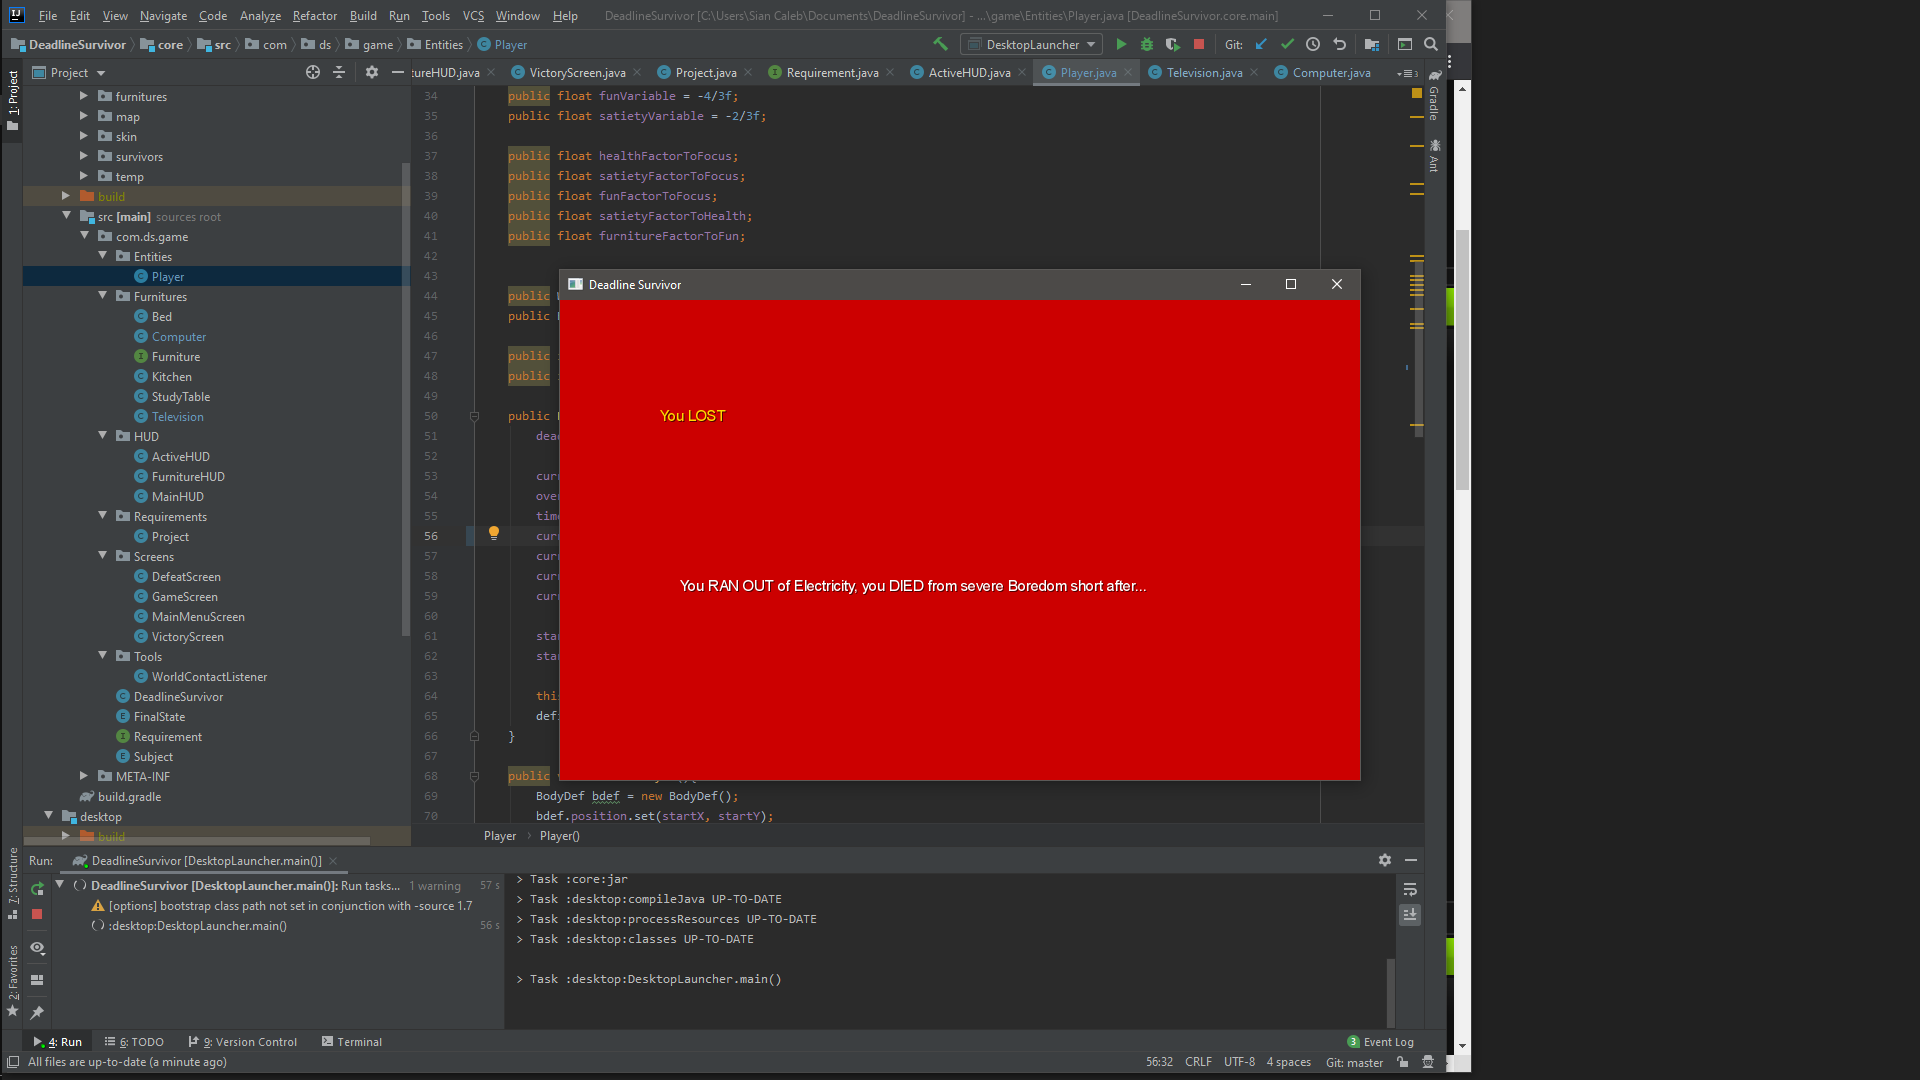 File Edit View Navigate Code Analyze Refactor Build Run Tools VCS Window Help DeadlineSurvivor [C:\Users\Sian Caleb\Documents\DeadlineSurvivor] - ...\game\Entities\Player.java [DeadlineSurvivor.core.main]
DeadlineSurvivor core src com ds game Entities Player DesktopLauncher Git:
1: Project
Project
furnitures
map
skin
survivors
temp
build
src [main] sources root
com.ds.game
Entities
Player
Furnitures
Bed
Computer
Furniture
Kitchen
StudyTable
Television
HUD
ActiveHUD
FurnitureHUD
MainHUD
Requirements
Project
Screens
DefeatScreen
GameScreen
MainMenuScreen
VictoryScreen
Tools
WorldContactListener
DeadlineSurvivor
FinalState
Requirement
Subject
META-INF
build.gradle
desktop
build
tureHUD.java VictoryScreen.java Project.java Requirement.java ActiveHUD.java Player.java Television.java Computer.java 3
34 public float funVariable = -4/3f;
35 public float satietyVariable = -2/3f;
36
37 public float healthFactorToFocus;
38 public float satietyFactorToFocus;
39 public float funFactorToFocus;
40 public float satietyFactorToHealth;
41 public float furnitureFactorToFun;
42
43
44 public
45 public
46
47 public
48 public
49
50 public
51 dead
52
53 curr
54 over
55 time
56 curr
57 curr
58 curr
59 curr
60
61 star
62 star
63
64 this
65 defi
66 }
67
68 public
69 BodyDef bdef = new BodyDef();
70 bdef.position.set(startX, startY);
Player Player()
Deadline Survivor
You LOST
You RAN OUT of Electricity, you DIED from severe Boredom short after...
Gradle
Ant
7: Structure
2: Favorites
Run: DeadlineSurvivor [DesktopLauncher.main()]
DeadlineSurvivor [DesktopLauncher.main()]: Run tasks... 1 warning 57 s
[options] bootstrap class path not set in conjunction with -source 1.7
:desktop:DesktopLauncher.main() 56 s
> Task :core:jar
> Task :desktop:compileJava UP-TO-DATE
> Task :desktop:processResources UP-TO-DATE
> Task :desktop:classes UP-TO-DATE
> Task :desktop:DesktopLauncher.main()
4: Run 6: TODO 9: Version Control Terminal 3 Event Log
All files are up-to-date (a minute ago) 56:32 CRLF UTF-8 4 spaces Git: master